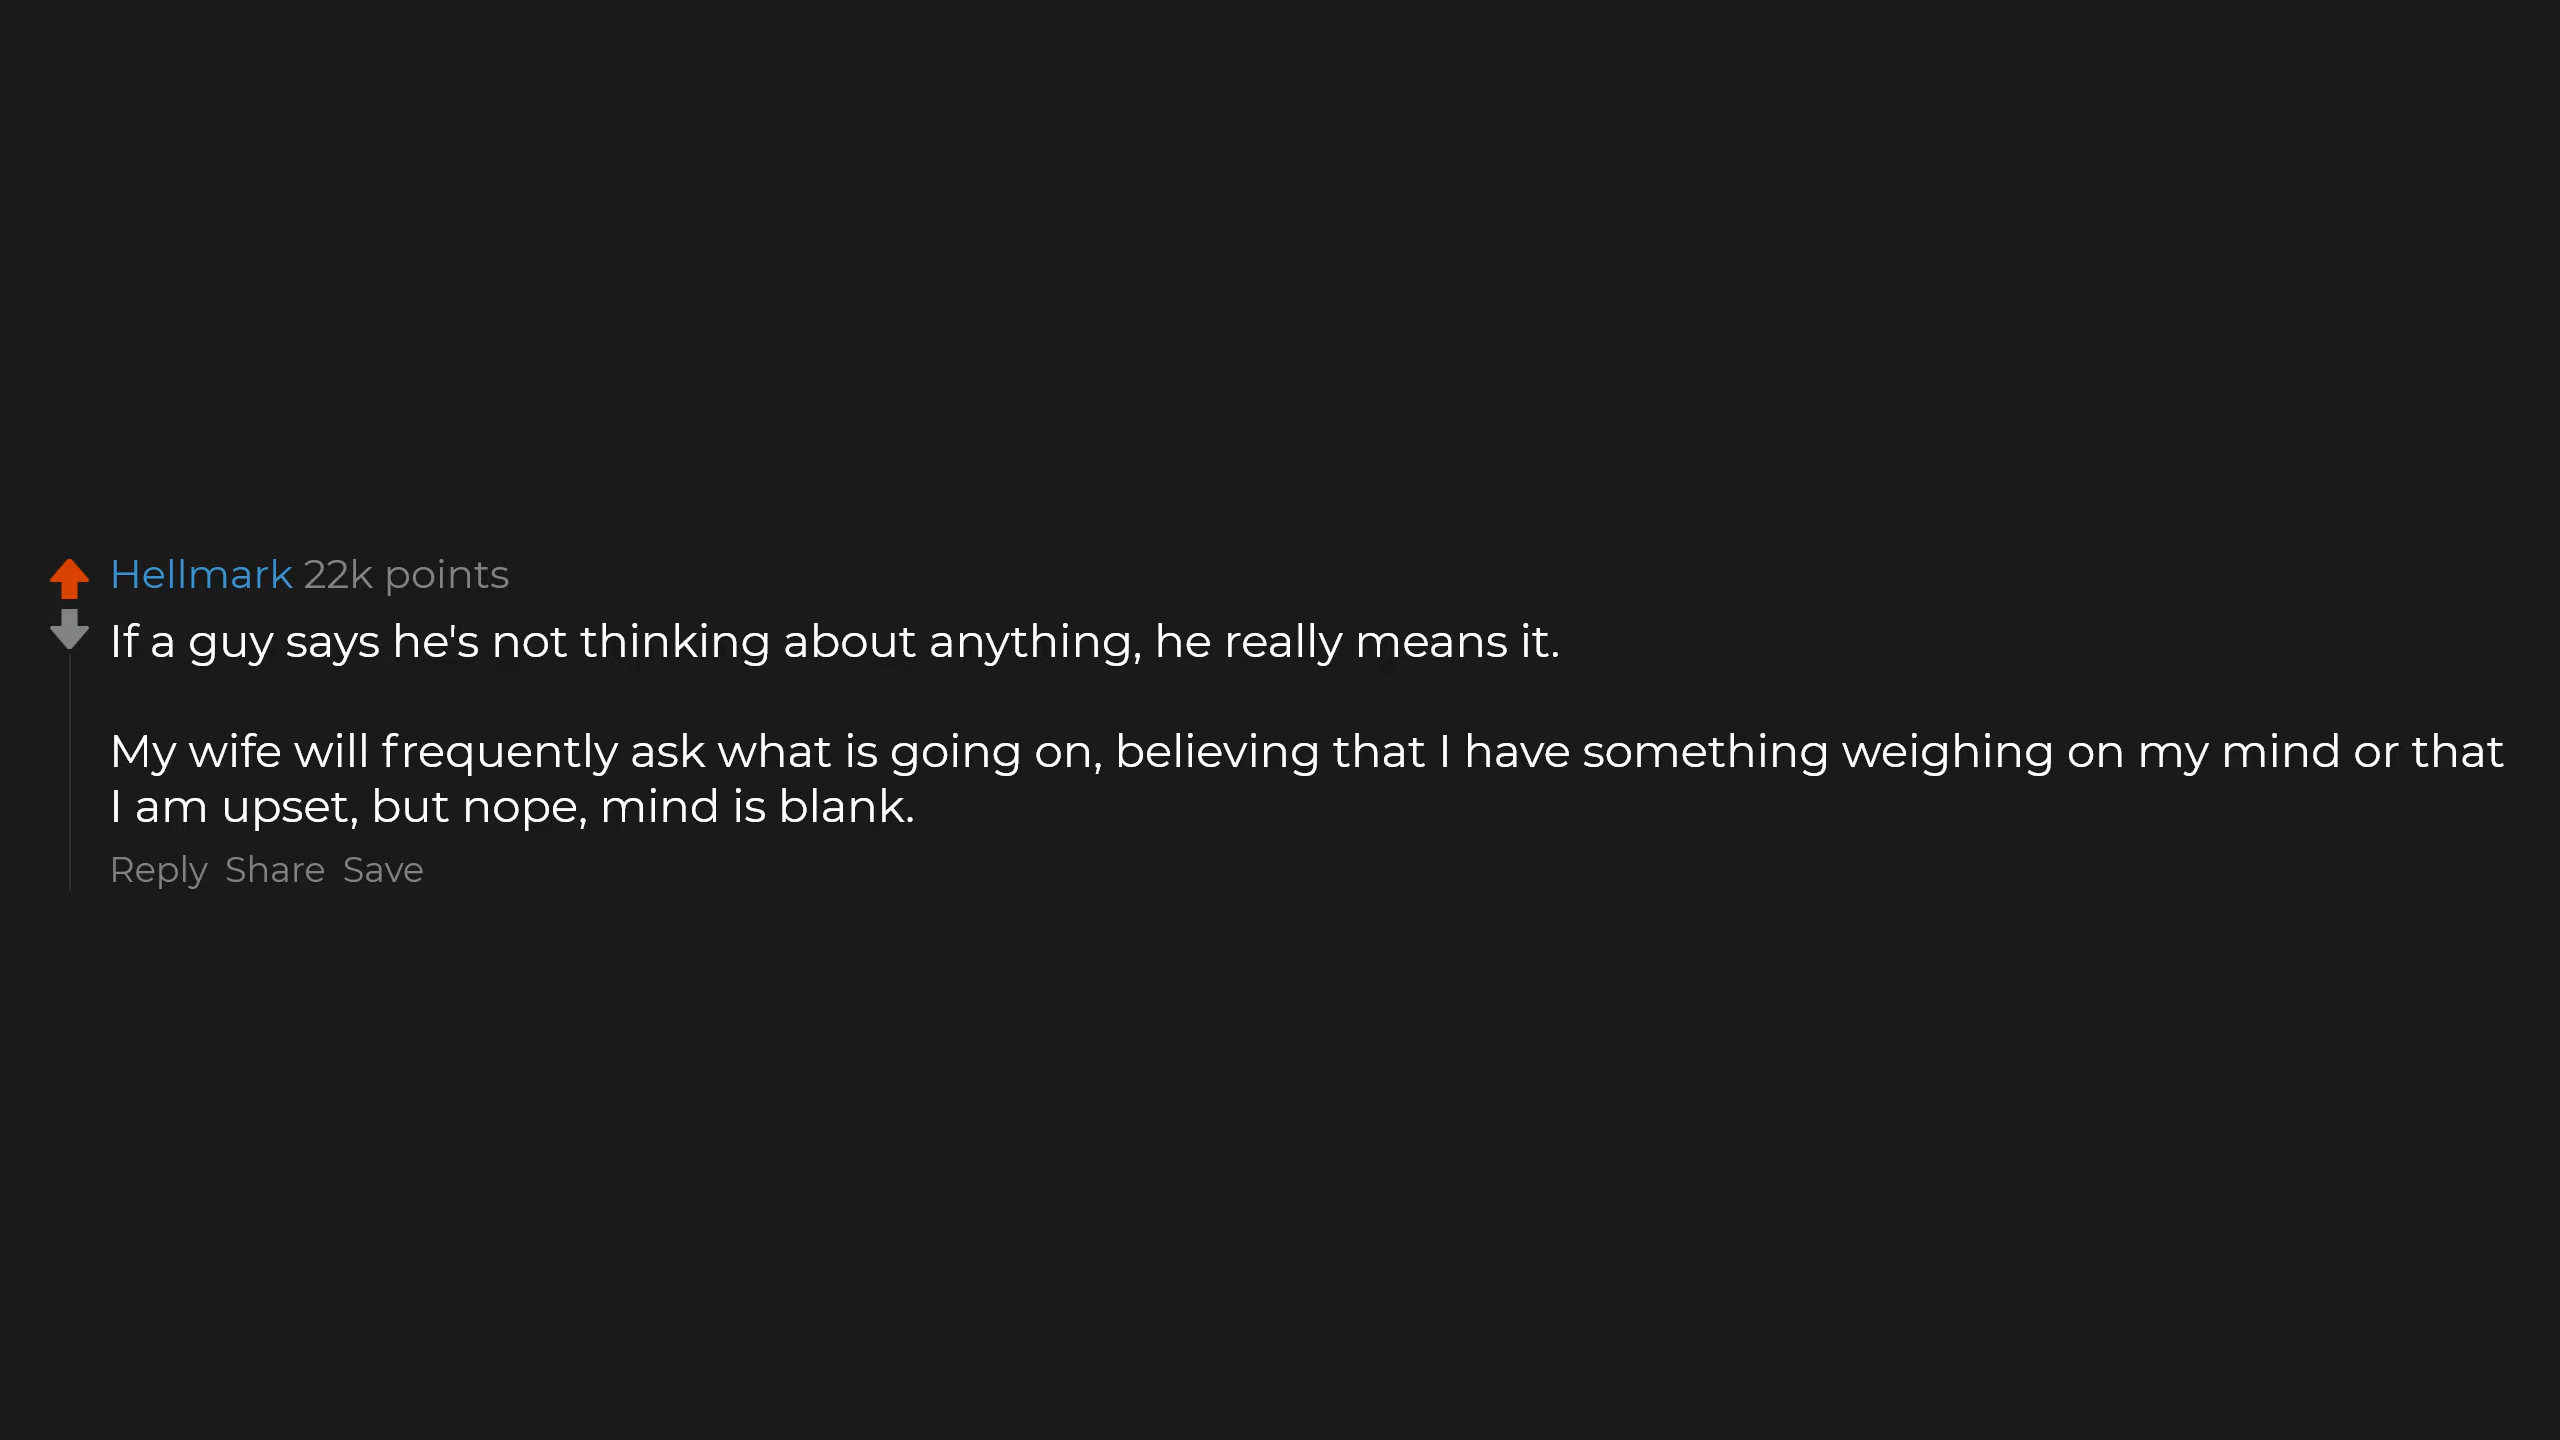 Hellmark 22k points
If a guy says he's not thinking about anything, he really means it.
My wife will frequently ask what is going on, believing that I have something weighing on my mind or that
I am upset, but nope, mind is blank.
Reply Share Save